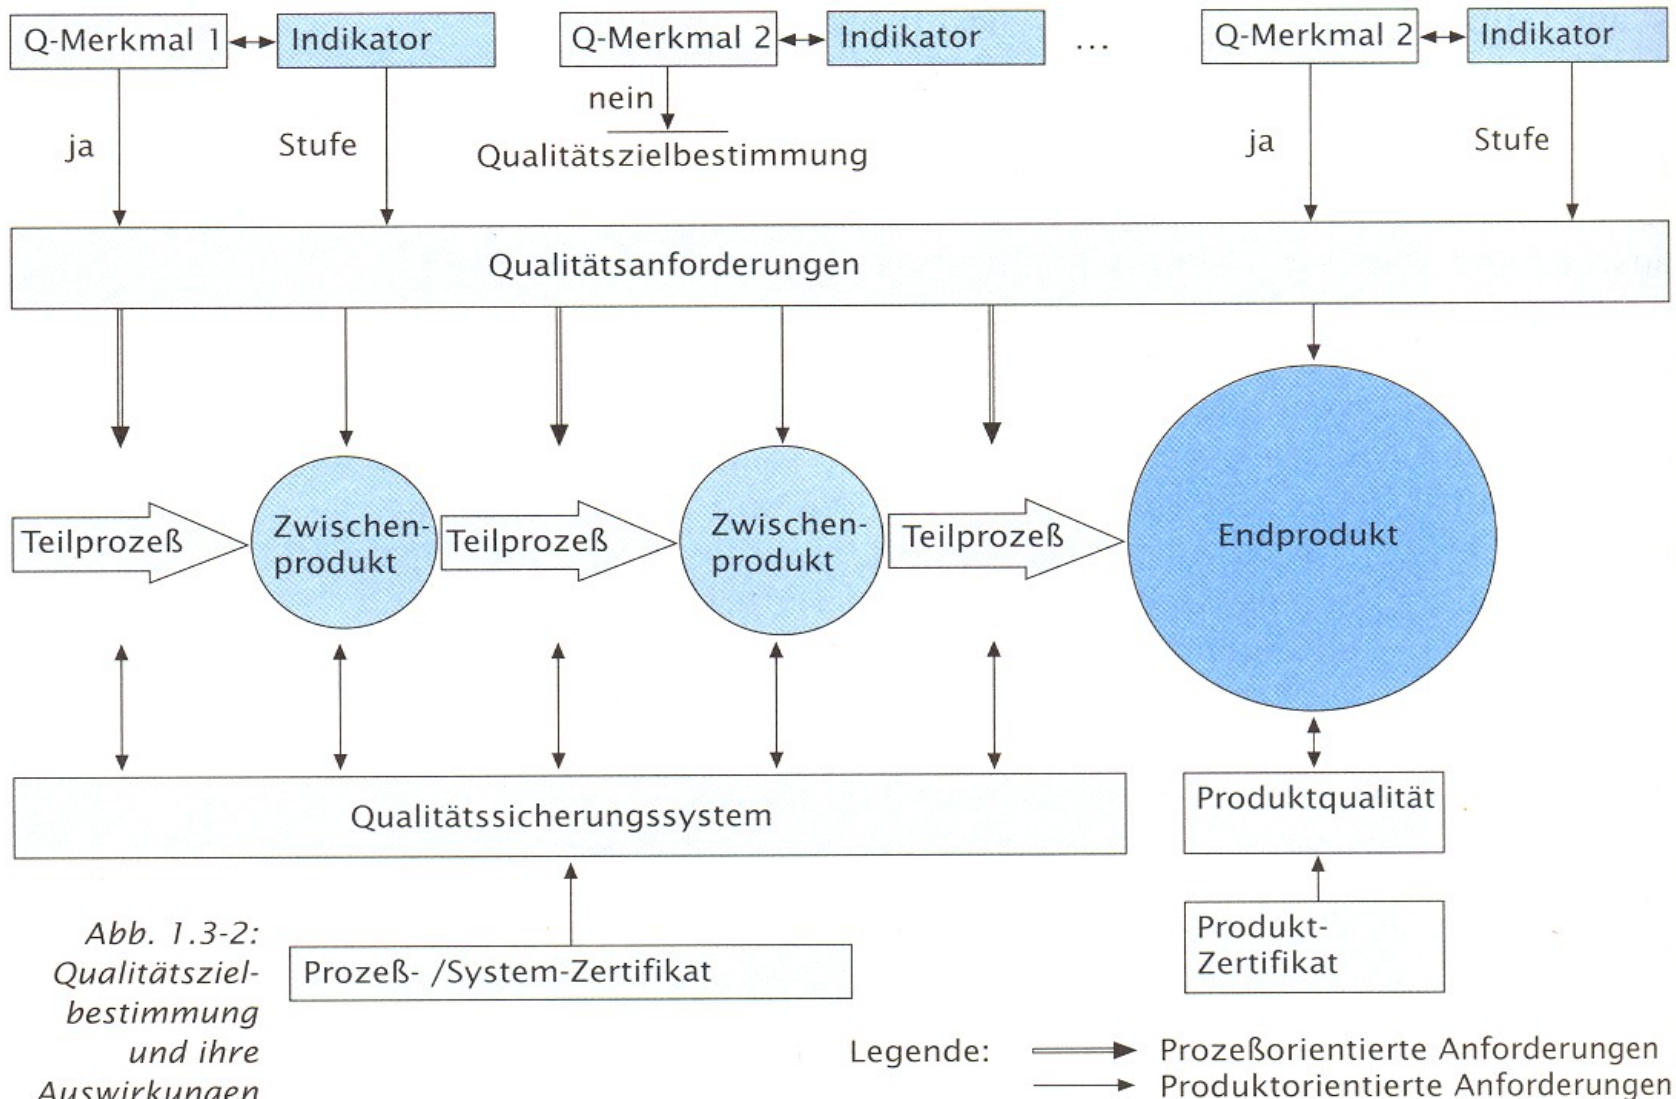 Q-Merkmal 1 Indikator Q-Merkmal 2 Indikator ... Q-Merkmal 2 Indikator
nein
ja Stufe ja Stufe
Qualitätszielbestimmung
Qualitätsanforderungen
Teilprozeß
Zwischen-
produkt
Teilprozeß
Zwischen-
produkt
Teilprozeß
Endprodukt
Qualitätssicherungssystem
Produktqualität
Prozeß- /System-Zertifikat
Produkt-
Zertifikat
Abb. 1.3-2:
Qualitätsziel-
bestimmung
und ihre
Auswirkungen
Legende: Prozeßorientierte Anforderungen
Produktorientierte Anforderungen